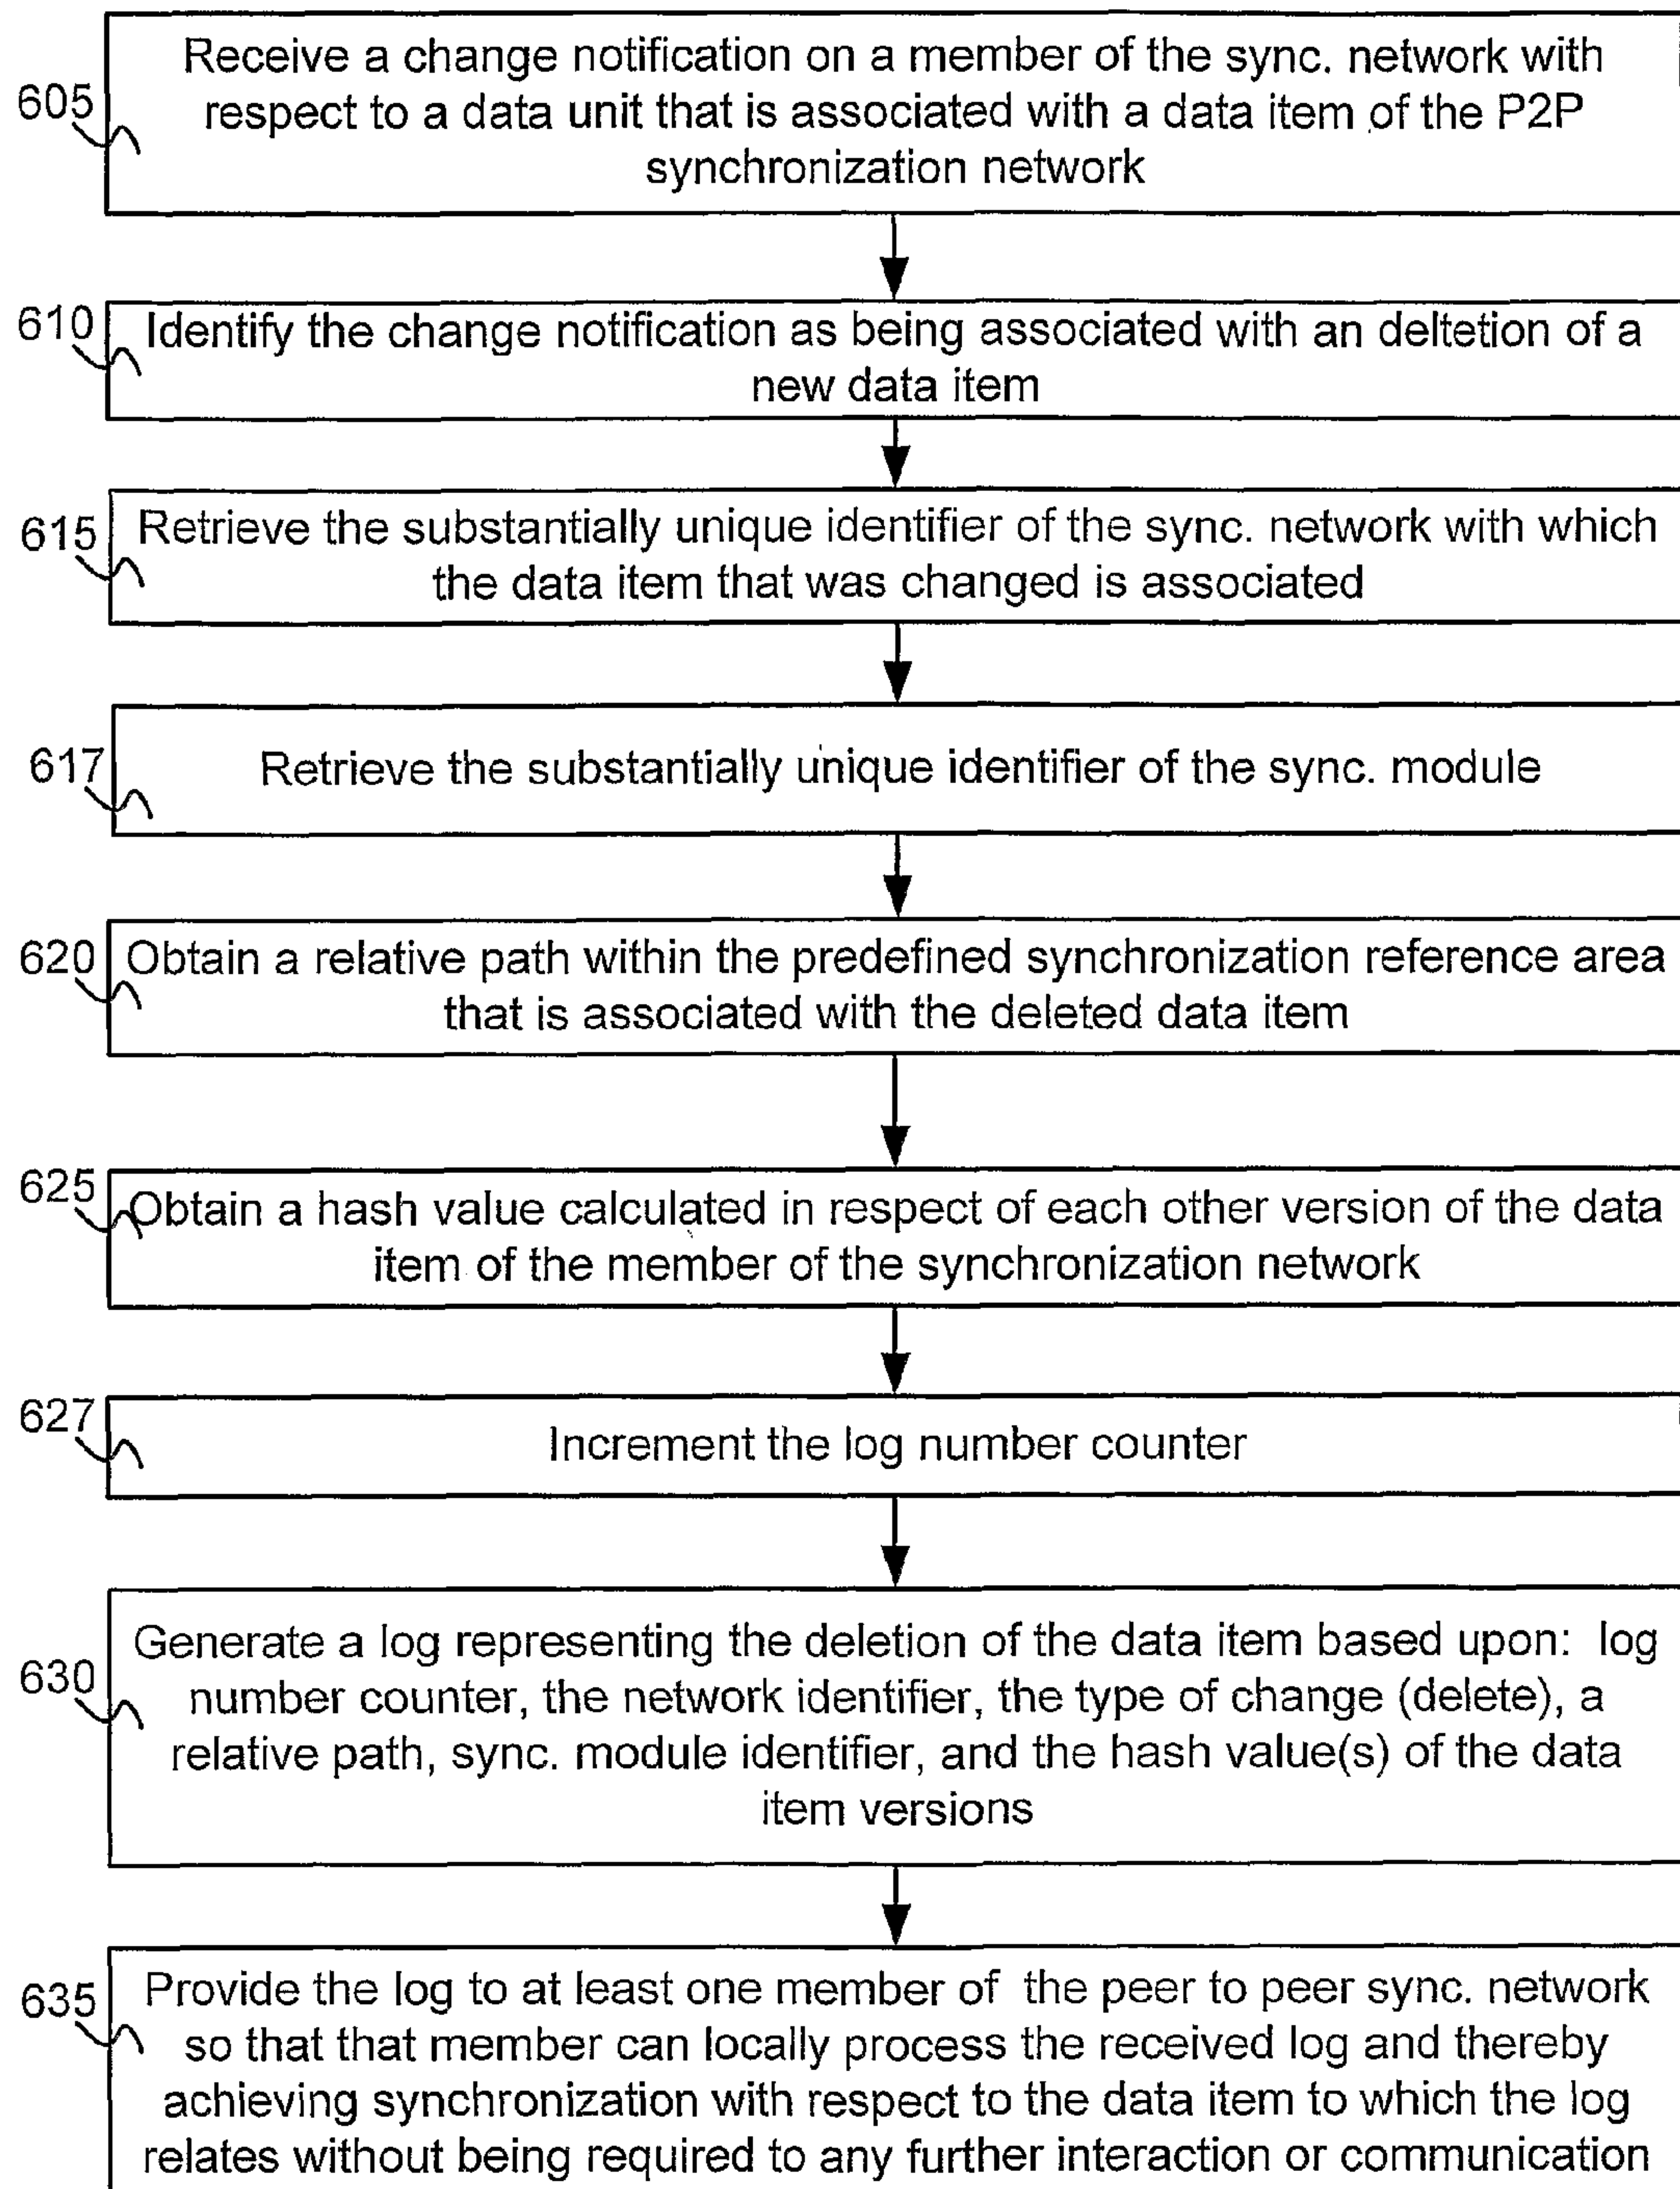 Receive a change notification on a member of the sync. network with
605
respect to a data unit that is associated with a data item of the P2P
synchronization network
610
Identify the change notification as being associated with an deltetion of a
new data item
615
Retrieve the substantially unique identifier of the sync. network with which
the data item that was changed is associated
617
Retrieve the substantially unique identifier of the sync. module
620
Obtain a relative path within the predefined synchronization reference area
that is associated with the deleted data item
625
Obtain a hash value calculated in respect of each other version of the data
item of the member of the synchronization network
627
Increment the log number counter
Generate a log representing the deletion of the data item based upon: log
630
number counter, the network identifier, the type of change (delete), a
relative path, sync. module identifier, and the hash value(s) of the data
item versions
635
Provide the log to at least one member of the peer to peer sync. network
so that that member can locally process the received log and thereby
achieving synchronization with respect to the data item to which the log
relates without being required to any further interaction or communication